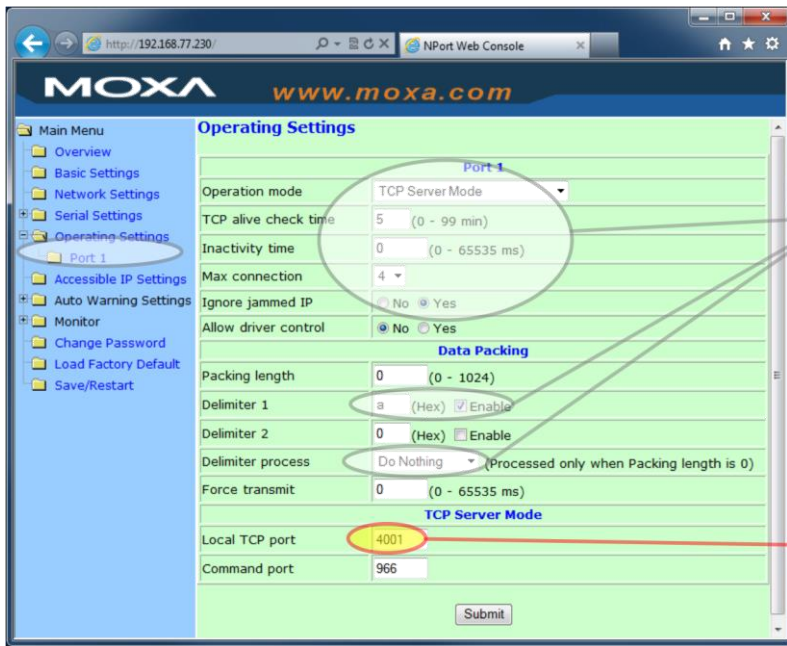 http://192.168.77.230/
NPort Web Console
MOXA www.moxa.com
Main Menu
Overview
Basic Settings
Network Settings
Serial Settings
Operating Settings
Port 1
Accessible IP Settings
Auto Warning Settings
Monitor
Change Password
Load Factory Default
Save/Restart
Operating Settings
Port 1
Operation mode TCP Server Mode
TCP alive check time 5 (0 - 99 min)
Inactivity time 0 (0 - 65535 ms)
Max connection 4
Ignore jammed IP No Yes
Allow driver control No Yes
Data Packing
Packing length 0 (0 - 1024)
Delimiter 1 a (Hex) Enable
Delimiter 2 0 (Hex) Enable
Delimiter process Do Nothing (Processed only when Packing length is 0)
Force transmit 0 (0 - 65535 ms)
TCP Server Mode
Local TCP port 4001
Command port 966
Submit